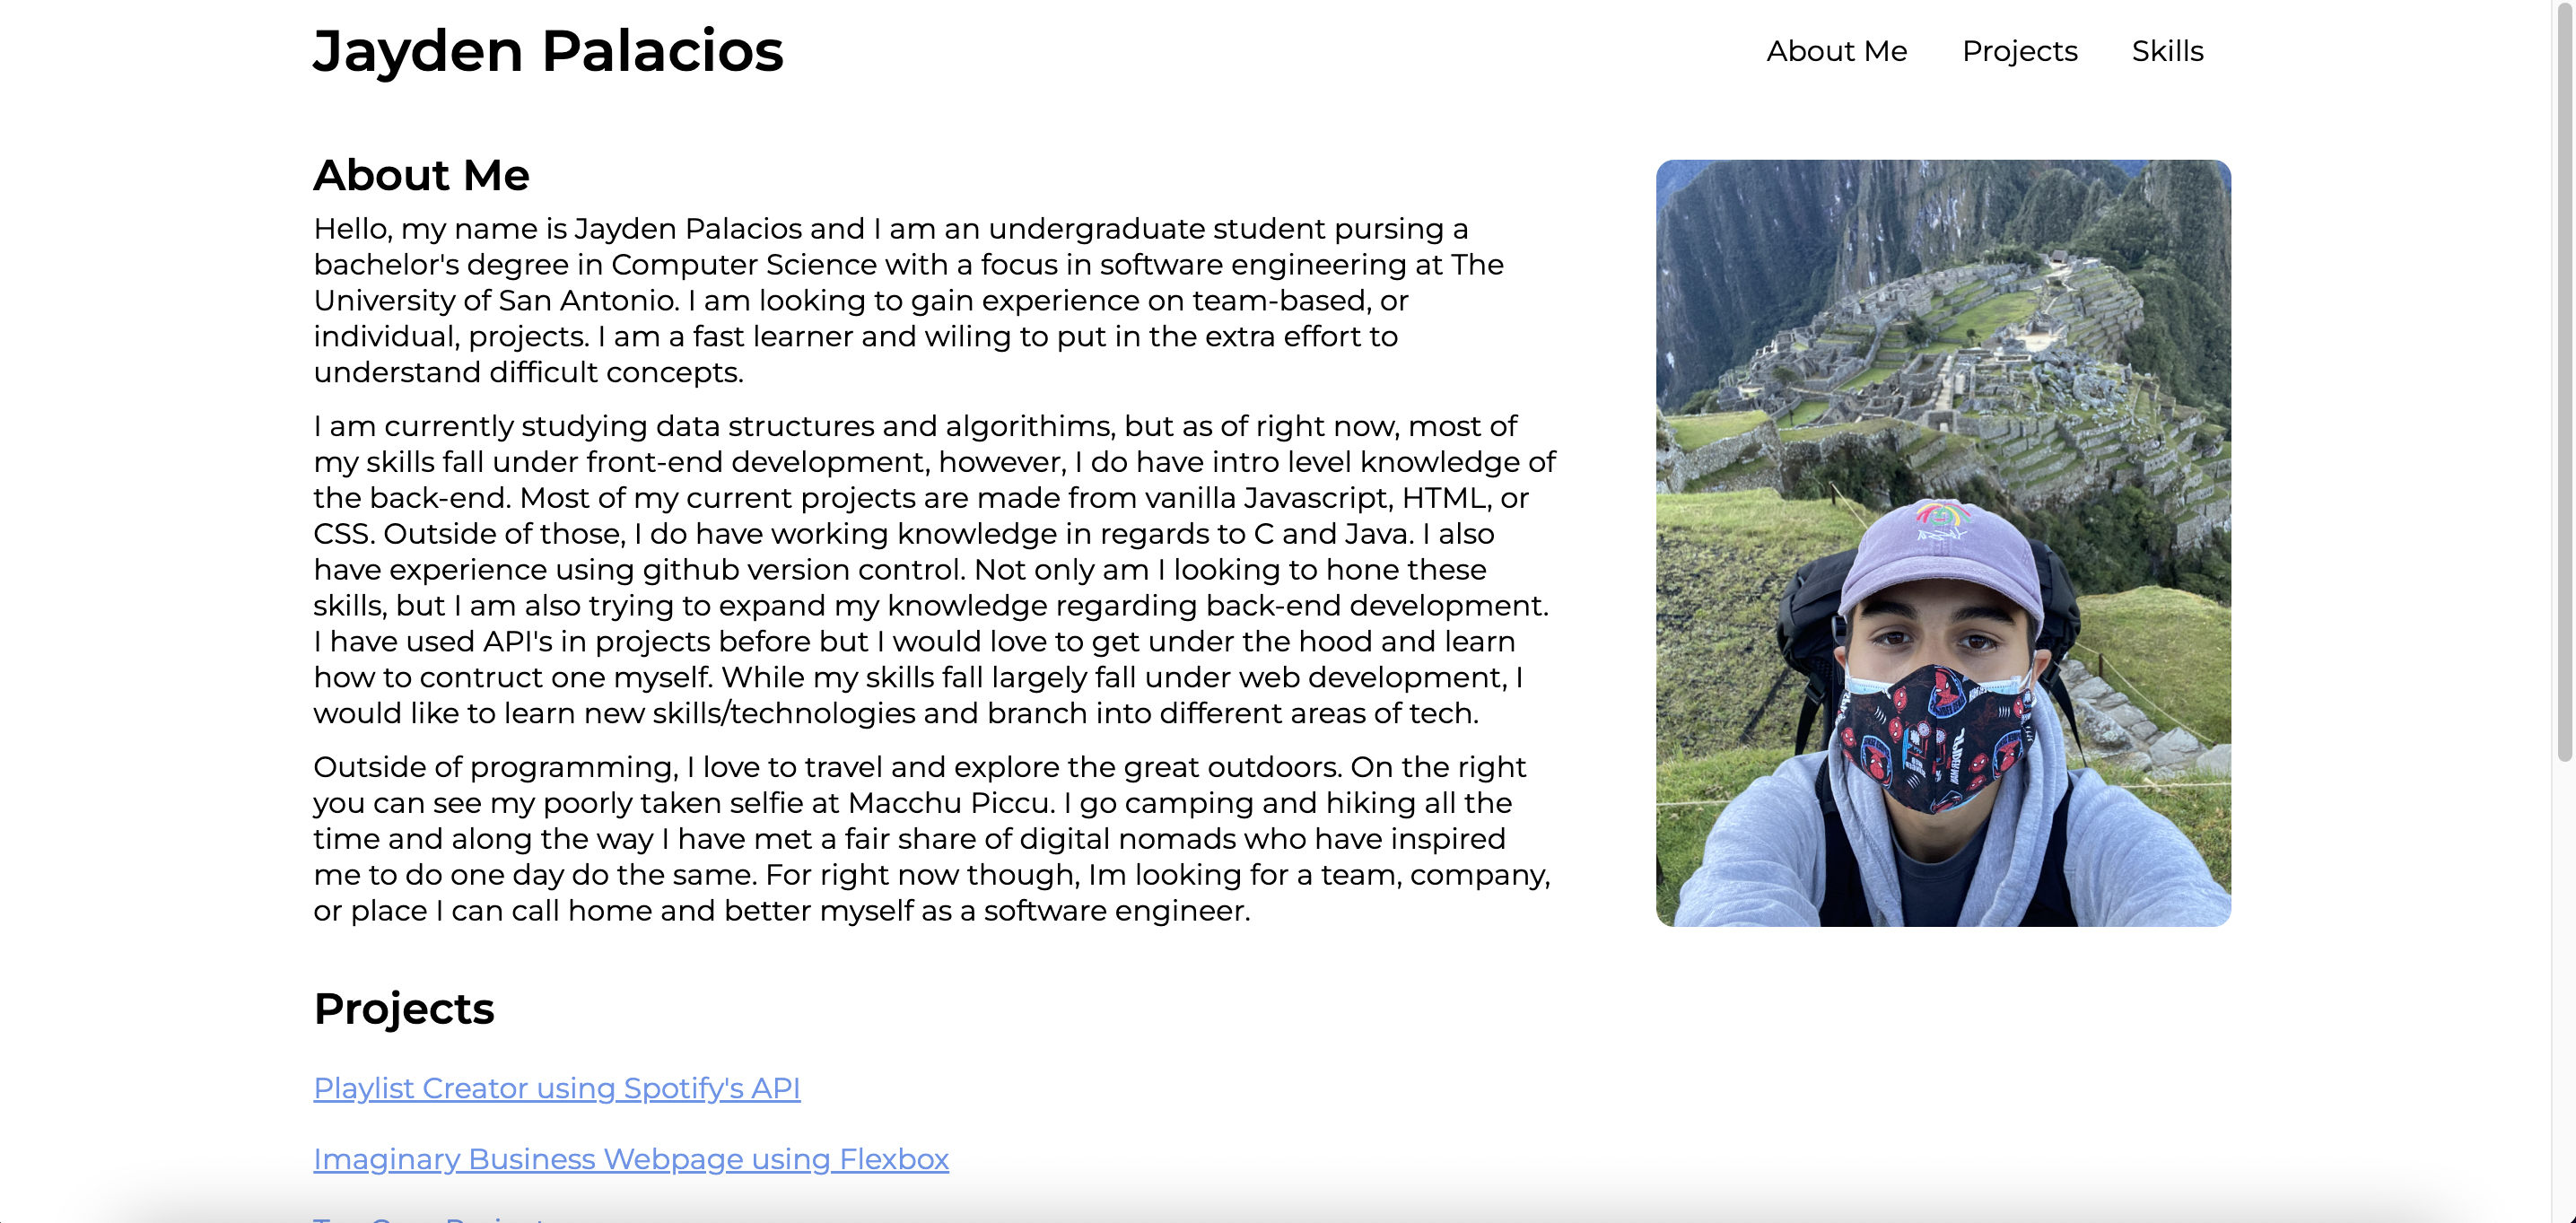 Jayden Palacios
About Me
Projects
Skills
About Me
Hello, my name is Jayden Palacios and I am an undergraduate student pursing a
bachelor's degree in Computer Science with a focus in software engineering at The
University of San Antonio. I am looking to gain experience on team-based, or
individual, projects. I am a fast learner and wiling to put in the extra effort to
understand difficult concepts.
I am currently studying data structures and algorithims, but as of right now, most of
my skills fall under front-end development, however, I do have intro level knowledge of
the back-end. Most of my current projects are made from vanilla Javascript, HTML, or
CSS. Outside of those, I do have working knowledge in regards to C and Java. I also
have experience using github version control. Not only am I looking to hone these
skills, but I am also trying to expand my knowledge regarding back-end development.
I have used API's in projects before but I would love to get under the hood and learn
how to contruct one myself. While my skills fall largely fall under web development, I
would like to learn new skills/technologies and branch into different areas of tech.
Outside of programming, I love to travel and explore the great outdoors. On the right
you can see my poorly taken selfie at Macchu Piccu. I go camping and hiking all the
time and along the way I have met a fair share of digital nomads who have inspired
me to do one day do the same. For right now though, Im looking for a team, company,
or place I can call home and better myself as a software engineer.
Projects
Playlist Creator using Spotify's API
Imaginary Business Webpage using Flexbox